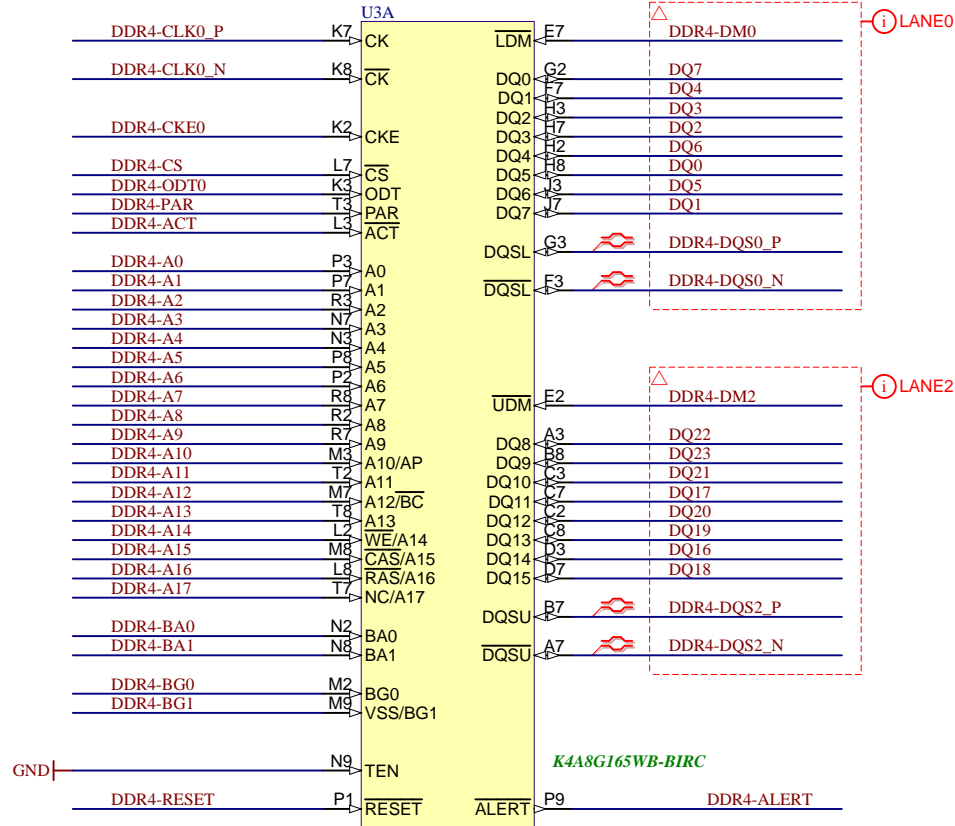 U3A
DDR4-CLK0_P K7 CK LDM E7 DDR4-DM0 LANE0
DDR4-CLK0_N K8 CK DQ0 G2 DQ7
DQ1 F7 DQ4
DQ2 H3 DQ3
DDR4-CKE0 K2 CKE DQ3 H7 DQ2
DQ4 H2 DQ6
DDR4-CS L7 CS DQ5 H8 DQ0
DDR4-ODT0 K3 ODT DQ6 J3 DQ5
DDR4-PAR T3 PAR DQ7 J7 DQ1
DDR4-ACT L3 ACT
DQSL G3 DDR4-DQS0_P
DDR4-A0 P3 A0
DDR4-A1 P7 A1 DQSL F3 DDR4-DQS0_N
DDR4-A2 R3 A2
DDR4-A3 N7 A3
DDR4-A4 N3 A4
DDR4-A5 P8 A5
DDR4-A6 P2 A6 LANE2
DDR4-A7 R8 A7 UDM E2 DDR4-DM2
DDR4-A8 R2 A8
DDR4-A9 R7 A9 DQ8 A3 DQ22
DDR4-A10 M3 A10/AP DQ9 B8 DQ23
DDR4-A11 T2 A11 DQ10 C3 DQ21
DDR4-A12 M7 A12/BC DQ11 C7 DQ17
DDR4-A13 T8 A13 DQ12 C2 DQ20
DDR4-A14 L2 WE/A14 DQ13 C8 DQ19
DDR4-A15 M8 CAS/A15 DQ14 D3 DQ16
DDR4-A16 L8 RAS/A16 DQ15 D7 DQ18
DDR4-A17 T7 NC/A17
DQSU B7 DDR4-DQS2_P
DDR4-BA0 N2 BA0
DDR4-BA1 N8 BA1 DQSU A7 DDR4-DQS2_N
DDR4-BG0 M2 BG0
DDR4-BG1 M9 VSS/BG1
GND N9 TEN K4A8G165WB-BIRC
DDR4-RESET P1 RESET ALERT P9 DDR4-ALERT